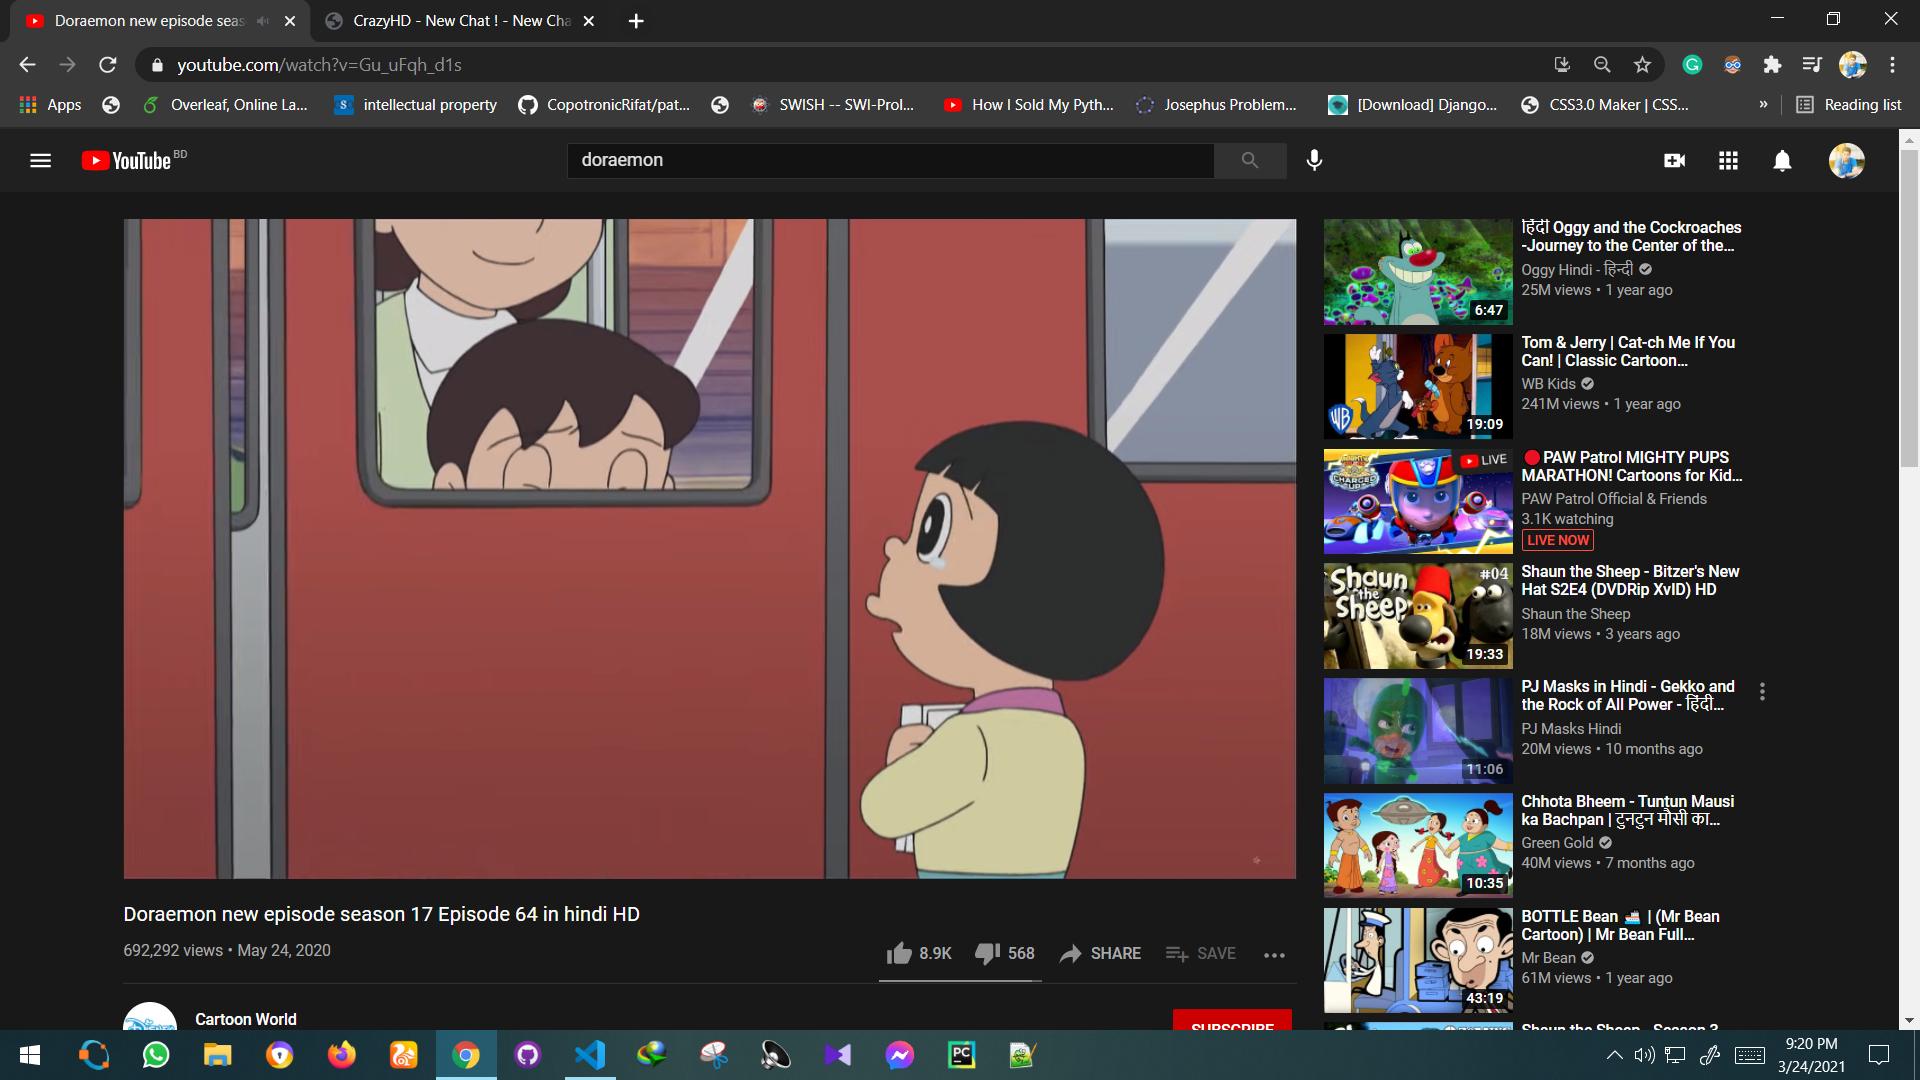 Doraemon new episode seas
CrazyHD - New Chat ! - New Cha
youtube.com/watch?v=Gu_uFqh_d1s
Apps
Overleaf, Online La...
S
intellectual property
CopotronicRifat/pat...
SWISH -- SWI-Prol...
How I Sold My Pyth...
Josephus Problem...
[Download] Django...
CSS3.0 Maker | CSS...
»
Reading list
YouTube BD
doraemon
हिंदी Oggy and the Cockroaches
-Journey to the Center of the...
Oggy Hindi - हिन्दी
25M views • 1 year ago
6:47
Tom & Jerry | Cat-ch Me If You
Can! | Classic Cartoon...
WB Kids
241M views • 1 year ago
WB
19:09
LIVE
CHARGED UP
PAW Patrol MIGHTY PUPS
MARATHON! Cartoons for Kid...
PAW Patrol Official & Friends
3.1K watching
LIVE NOW
Shaun the Sheep
#04
19:33
Shaun the Sheep - Bitzer's New
Hat S2E4 (DVDRip XvID) HD
Shaun the Sheep
18M views • 3 years ago
PJ Masks in Hindi - Gekko and
the Rock of All Power - हिंदी...
PJ Masks Hindi
20M views • 10 months ago
11:06
Chhota Bheem - Tuntun Mausi
ka Bachpan | टुनटुन मौसी का...
Green Gold
40M views • 7 months ago
10:35
BOTTLE Bean 🚢 | (Mr Bean
Cartoon) | Mr Bean Full...
Mr Bean
61M views • 1 year ago
43:19
Shaun the Sheep - Season 3
Doraemon new episode season 17 Episode 64 in hindi HD
692,292 views • May 24, 2020
8.9K
568
SHARE
SAVE
Cartoon World
SUBSCRIBE
PC
9:20 PM
3/24/2021